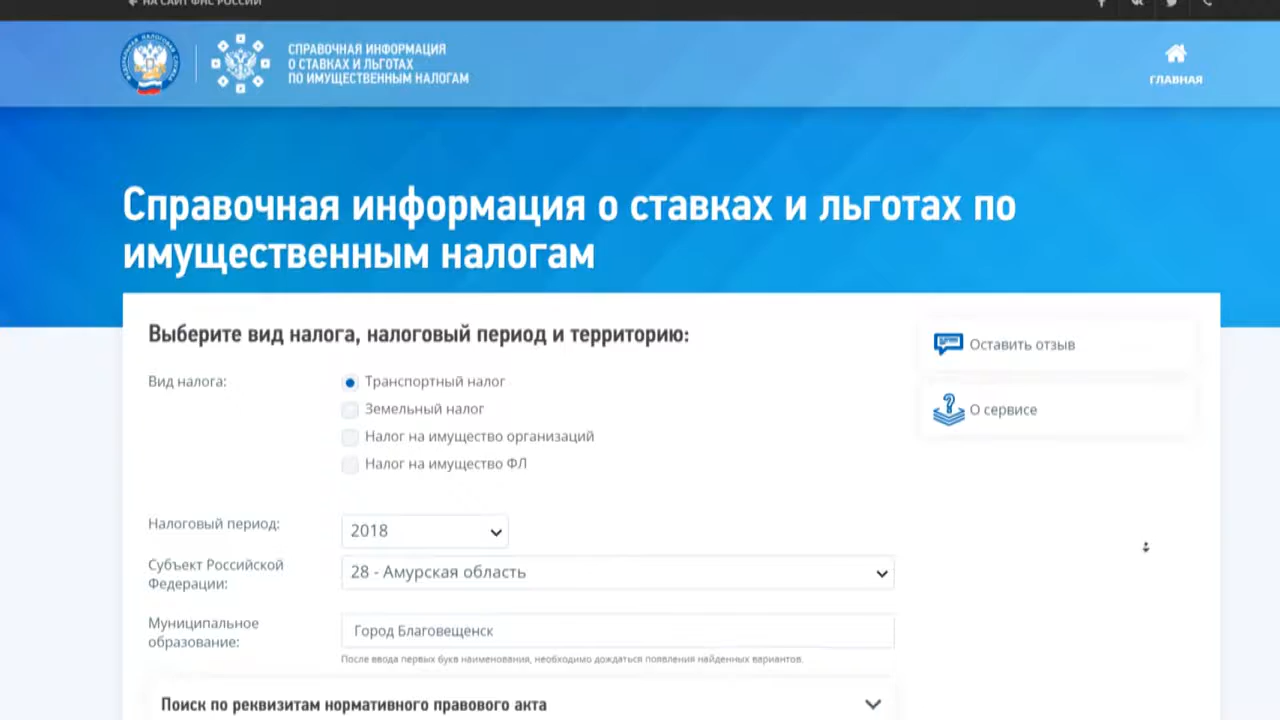 НА САЙТ ФНС РОССИИ
СПРАВОЧНАЯ ИНФОРМАЦИЯ
О СТАВКАХ И ЛЬГОТАХ
ПО ИМУЩЕСТВЕННЫМ НАЛОГАМ
ГЛАВНАЯ
Справочная информация о ставках и льготах по
имущественным налогам
Выберите вид налога, налоговый период и территорию:
Вид налога:
Транспортный налог
Земельный налог
Налог на имущество организаций
Налог на имущество ФЛ
Оставить отзыв
О сервисе
Налоговый период:
2018
Субъект Российской
Федерации:
28 - Амурская область
Муниципальное
образование:
Город Благовещенск
После ввода первых букв наименования, необходимо дождаться появления найденных вариантов.
Поиск по реквизитам нормативного правового акта